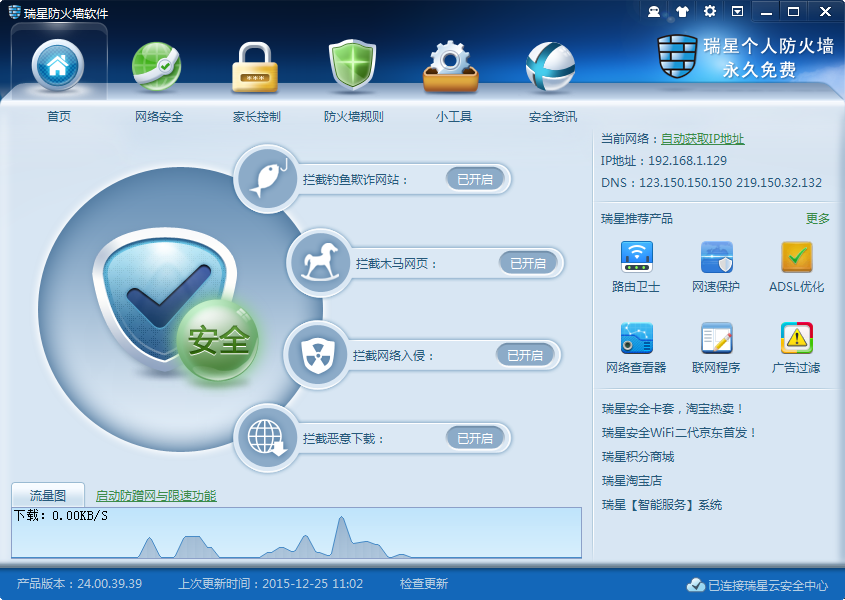 瑞星防火墙软件
瑞星个人防火墙
永久免费
首页
网络安全
家长控制
防火墙规则
小工具
安全资讯
拦截钓鱼欺诈网站： 已开启
拦截木马网页： 已开启
安全
拦截网络入侵： 已开启
拦截恶意下载： 已开启
当前网络：自动获取IP地址
IP地址：192.168.1.129
DNS：123.150.150.150 219.150.32.132
瑞星推荐产品 更多
路由卫士 网速保护 ADSL优化
网络查看器 联网程序 广告过滤
瑞星安全卡套，淘宝热卖！
瑞星安全WiFi二代京东首发！
瑞星积分商城
瑞星淘宝店
瑞星【智能服务】系统
流量图 启动防蹭网与限速功能
下载: 0.00KB/S
产品版本：24.00.39.39 上次更新时间：2015-12-25 11:02 检查更新 已连接瑞星云安全中心